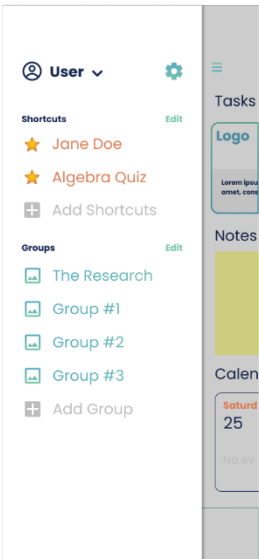 User
Shortcuts Edit
Jane Doe
Algebra Quiz
Add Shortcuts
Groups Edit
The Research
Group #1
Group #2
Group #3
Add Group
Tasks
Logo
Lorem ipsu
amet, cons
Notes
Calen
Saturd
25
No ev